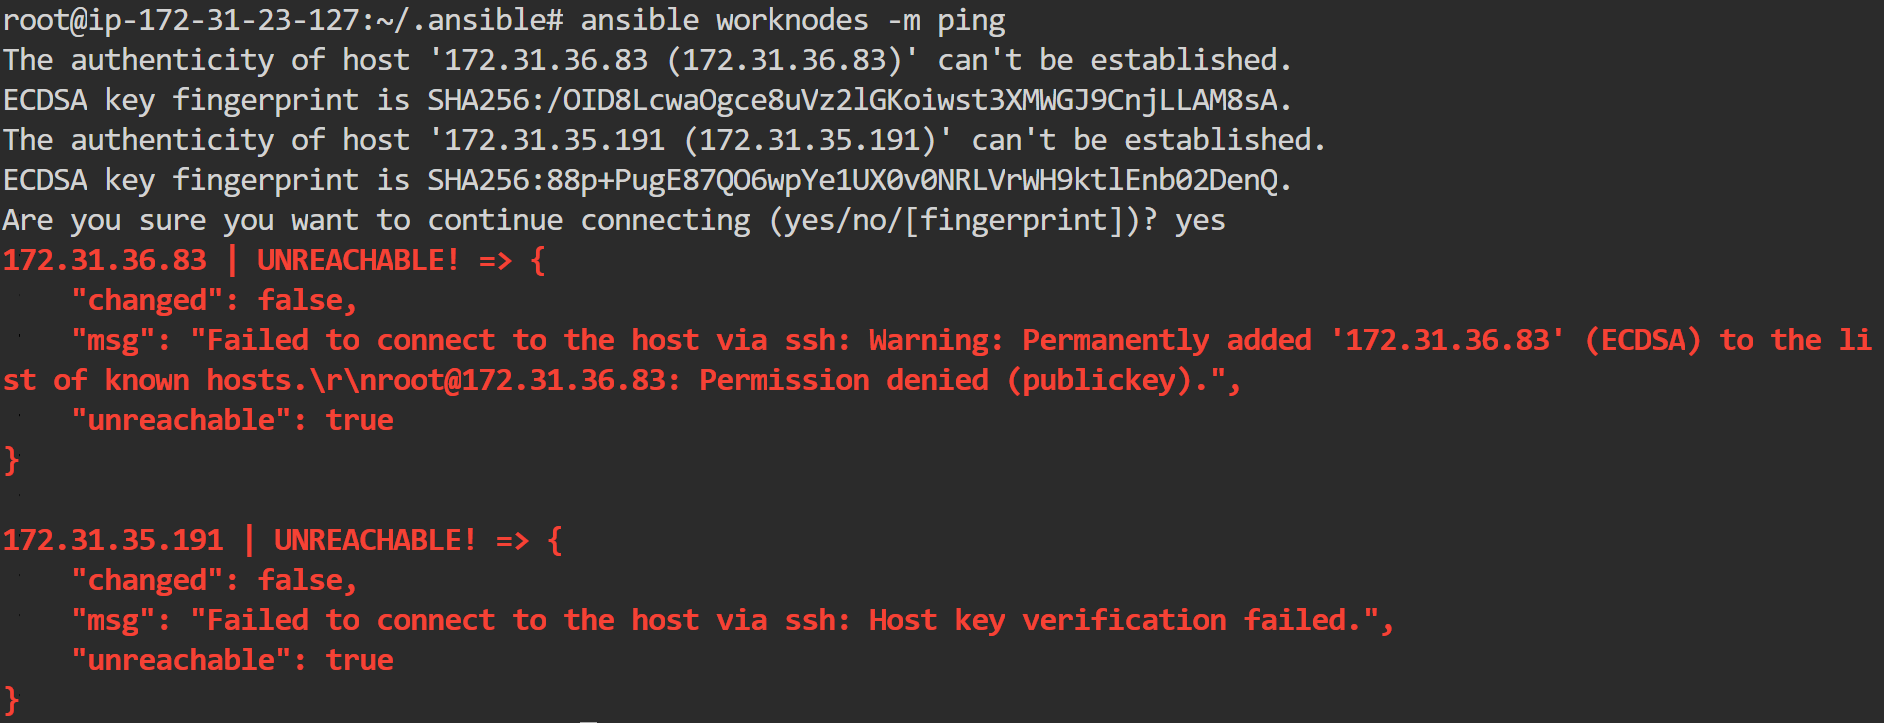 root@ip-172-31-23-127:~/.ansible# ansible worknodes -m ping
The authenticity of host '172.31.36.83 (172.31.36.83)' can't be established.
ECDSA key fingerprint is SHA256:/OID8LcwaOgce8uVz2lGKoiwst3XMWGJ9CnjLLAM8sA.
The authenticity of host '172.31.35.191 (172.31.35.191)' can't be established.
ECDSA key fingerprint is SHA256:88p+PugE87QO6wpYe1UX0v0NRLVrWH9ktlEnb02DenQ.
Are you sure you want to continue connecting (yes/no/[fingerprint])? yes
172.31.36.83 | UNREACHABLE! => {
    "changed": false,
    "msg": "Failed to connect to the host via ssh: Warning: Permanently added '172.31.36.83' (ECDSA) to the li
st of known hosts.\r\nroot@172.31.36.83: Permission denied (publickey).",
    "unreachable": true
}
172.31.35.191 | UNREACHABLE! => {
    "changed": false,
    "msg": "Failed to connect to the host via ssh: Host key verification failed.",
    "unreachable": true
}